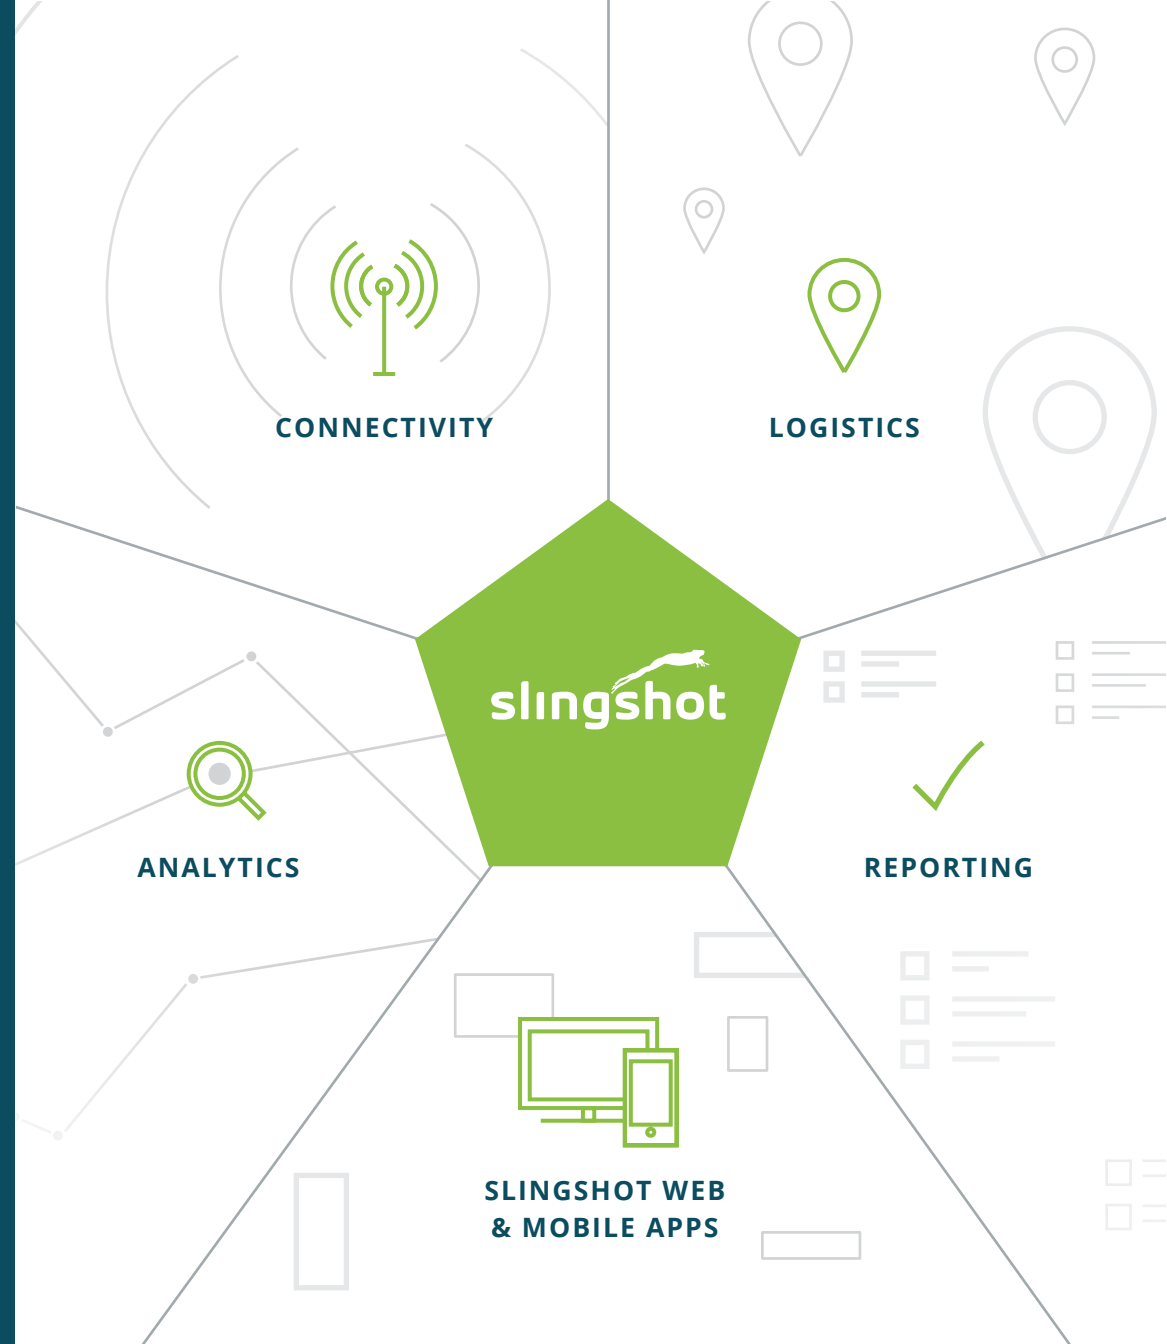 CONNECTIVITY
LOGISTICS
slingshot
ANALYTICS
REPORTING
SLINGSHOT WEB
& MOBILE APPS